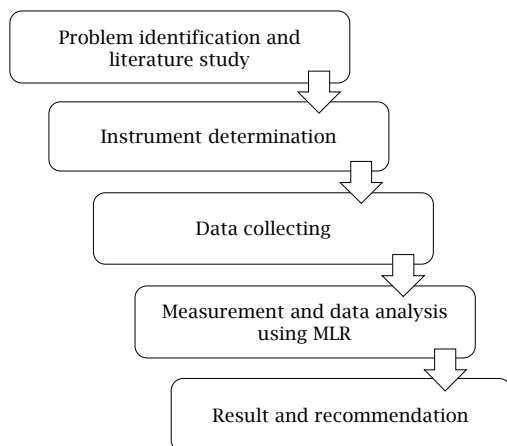 Problem identification and
literature study
Instrument determination
Data collecting
Measurement and data analysis
using MLR
Result and recommendation